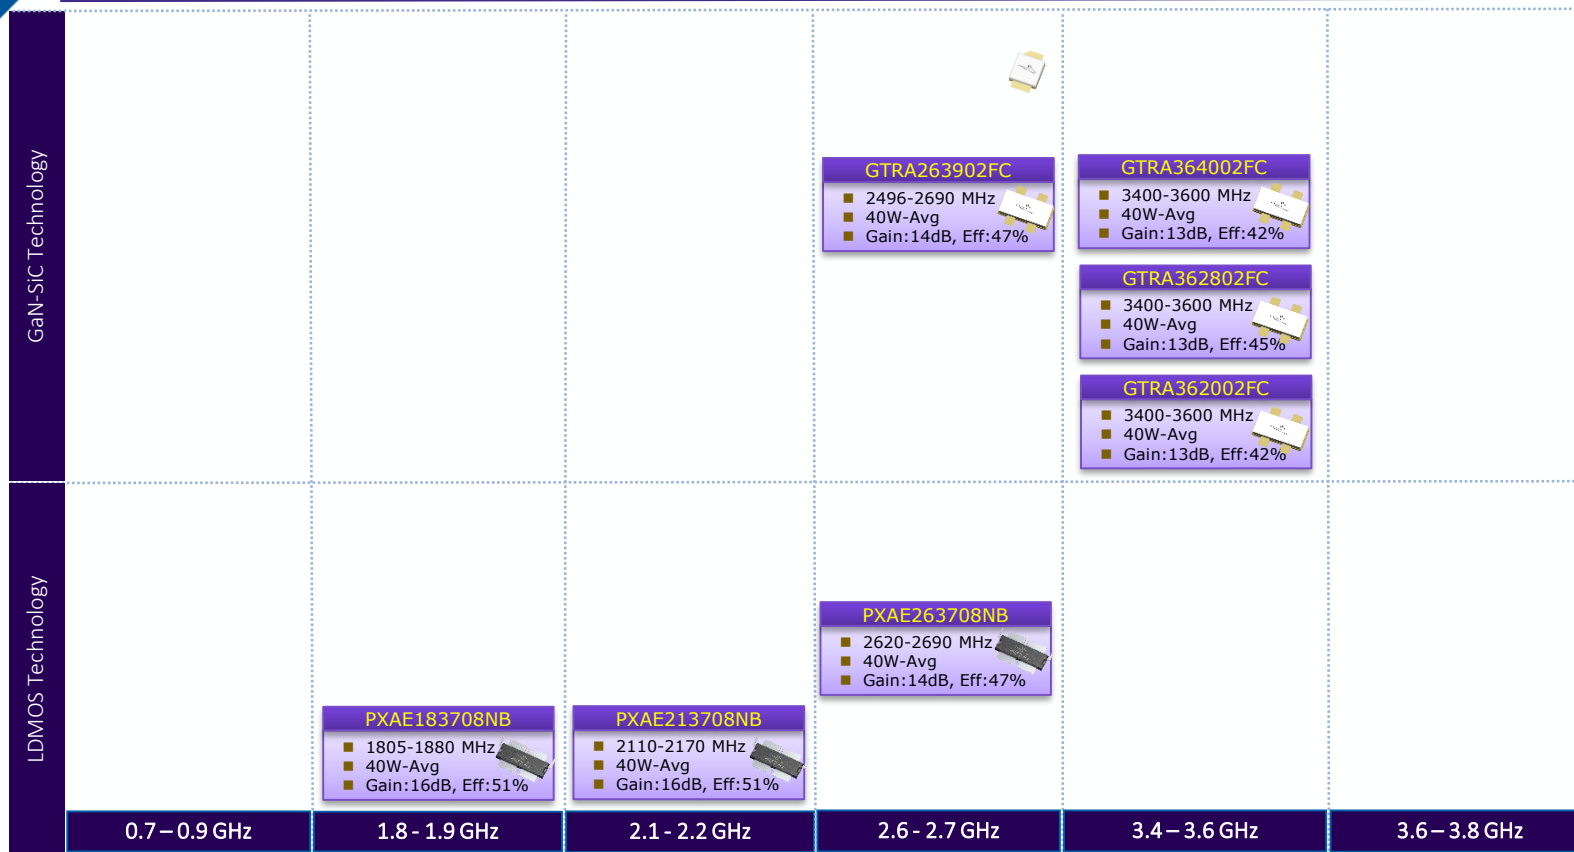 GaN-SiC Technology
GTRA263902FC
2496-2690 MHz
40W-Avg
Gain:14dB, Eff:47%
GTRA364002FC
3400-3600 MHz
40W-Avg
Gain:13dB, Eff:42%
GTRA362802FC
3400-3600 MHz
40W-Avg
Gain:13dB, Eff:45%
GTRA362002FC
3400-3600 MHz
40W-Avg
Gain:13dB, Eff:42%
LDMOS Technology
PXAE263708NB
2620-2690 MHz
40W-Avg
Gain:14dB, Eff:47%
PXAE183708NB
1805-1880 MHz
40W-Avg
Gain:16dB, Eff:51%
PXAE213708NB
2110-2170 MHz
40W-Avg
Gain:16dB, Eff:51%
0.7 – 0.9 GHz
1.8 - 1.9 GHz
2.1 - 2.2 GHz
2.6 - 2.7 GHz
3.4 – 3.6 GHz
3.6 – 3.8 GHz